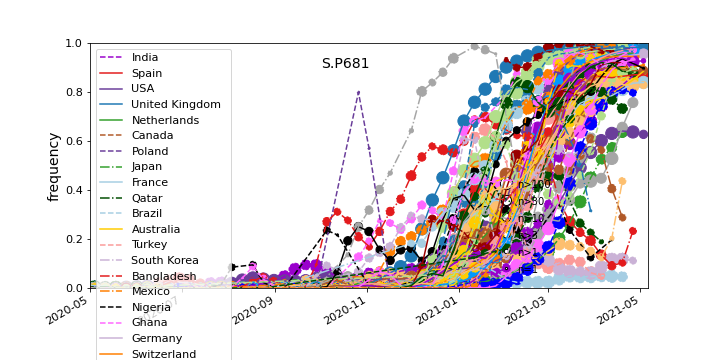 1.0
0.8
0.6
0.4
0.2
0.0
frequency
S.P681
India
Spain
USA
United Kingdom
Netherlands
Canada
Poland
Japan
France
Qatar
Brazil
Australia
Turkey
South Korea
Bangladesh
Mexico
Nigeria
Ghana
Germany
Switzerland
n>100
2020-05
2020-09
2020-11
2021-01
2021-03
2021-05